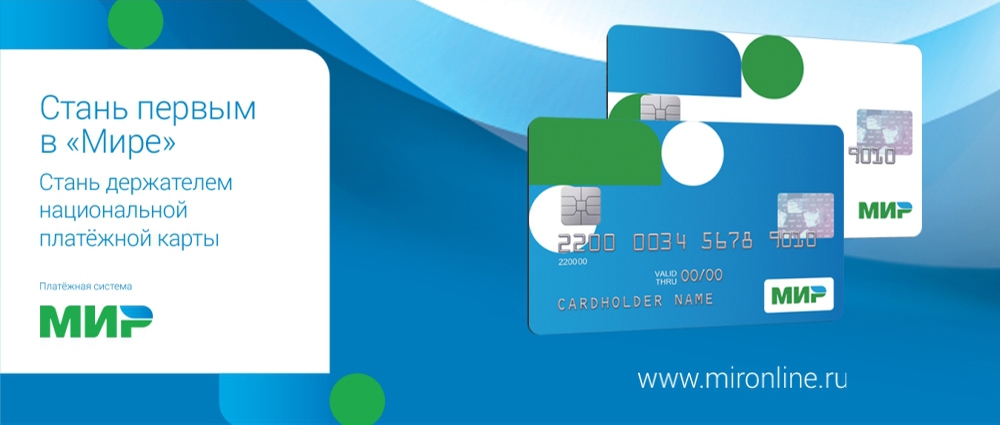 Стань первым
в «Мире»
Стань держателем
национальной
платёжной карты
Платёжная система
МИР
9010
МИР
2200 0034 5678 9010
220000
VALID
THRU 00/00
CARDHOLDER NAME
МИР
www.mironline.ru